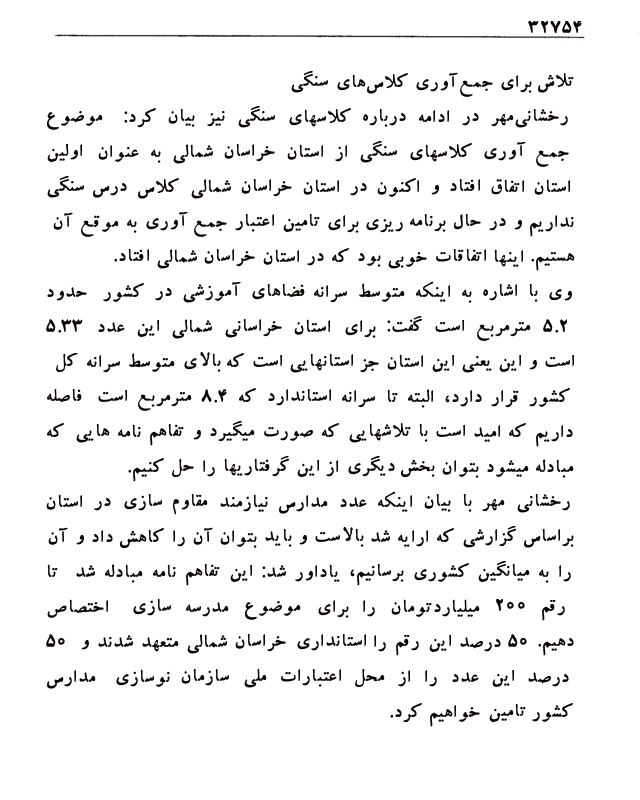 ۳۲۷۵۴
تلاش برای جمع آوری کلاس‌های سنگی
رخشانی‌مهر در ادامه درباره کلاسهای سنگی نیز بیان کرد: موضوع
جمع آوری کلاسهای سنگی از استان خراسان شمالی به عنوان اولین
استان اتفاق افتاد و اکنون در استان خراسان شمالی کلاس درس سنگی
نداریم و در حال برنامه ریزی برای تامین اعتبار جمع آوری به موقع آن
هستیم. اینها اتفاقات خوبی بود که در استان خراسان شمالی افتاد.
وی با اشاره به اینکه متوسط سرانه فضاهای آموزشی در کشور حدود
۵.۲ مترمربع است گفت: برای استان خراسانی شمالی این عدد ۵.۳۳
است و این یعنی این استان جز استانهایی است که بالای متوسط سرانه کل
کشور قرار دارد، البته تا سرانه استاندارد که ۸.۴ مترمربع است فاصله
داریم که امید است با تلاشهایی که صورت میگیرد و تفاهم نامه هایی که
مبادله میشود بتوان بخش دیگری از این گرفتاریها را حل کنیم.
رخشانی مهر با بیان اینکه عدد مدارس نیازمند مقاوم سازی در استان
براساس گزارشی که ارایه شد بالاست و باید بتوان آن را کاهش داد و آن
را به میانگین کشوری برسانیم، یاداور شد: این تفاهم نامه مبادله شد تا
رقم ۲۰۰ میلیاردتومان را برای موضوع مدرسه سازی اختصاص
دهیم. ۵۰ درصد این رقم را استانداری خراسان شمالی متعهد شدند و ۵۰
درصد این عدد را از محل اعتبارات ملی سازمان نوسازی مدارس
کشور تامین خواهیم کرد.